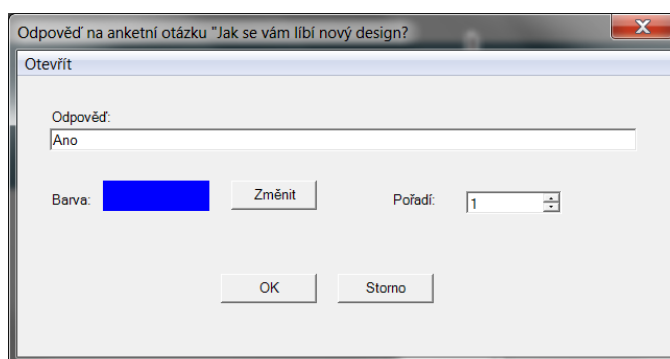 Odpověď na anketní otázku "Jak se vám líbí nový design?
Otevřít
Odpověď:
Ano
Barva:
Změnit
Pořadí:
1
OK
Storno